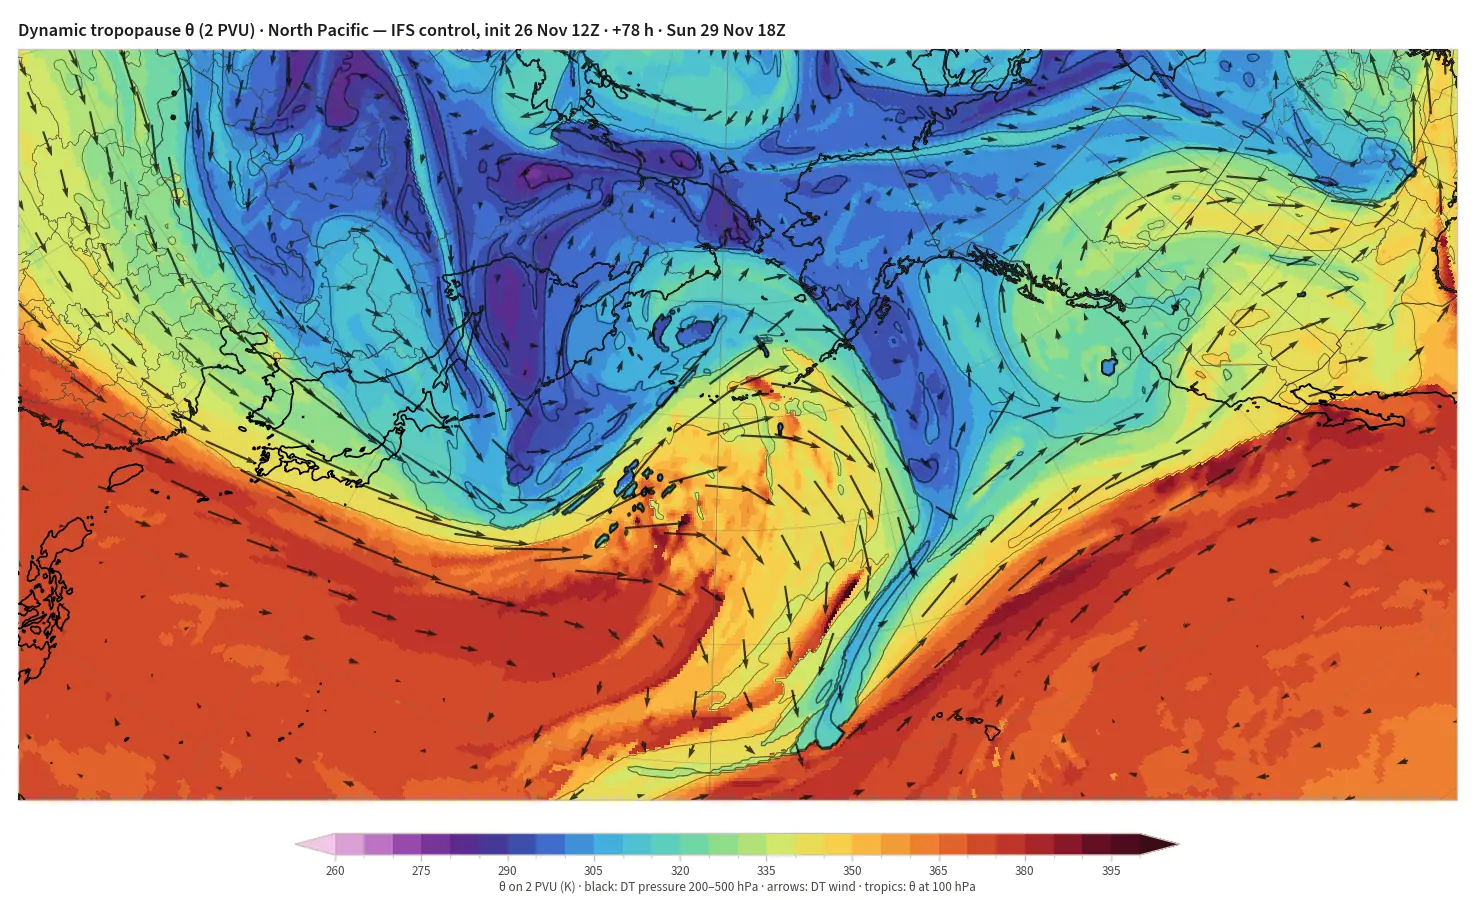 Dynamic tropopause θ (2 PVU) · North Pacific — IFS control, init 26 Nov 12Z · +78 h · Sun 29 Nov 18Z
260 275 290 305 320 335 350 365 380 395
θ on 2 PVU (K) · black: DT pressure 200–500 hPa · arrows: DT wind · tropics: θ at 100 hPa